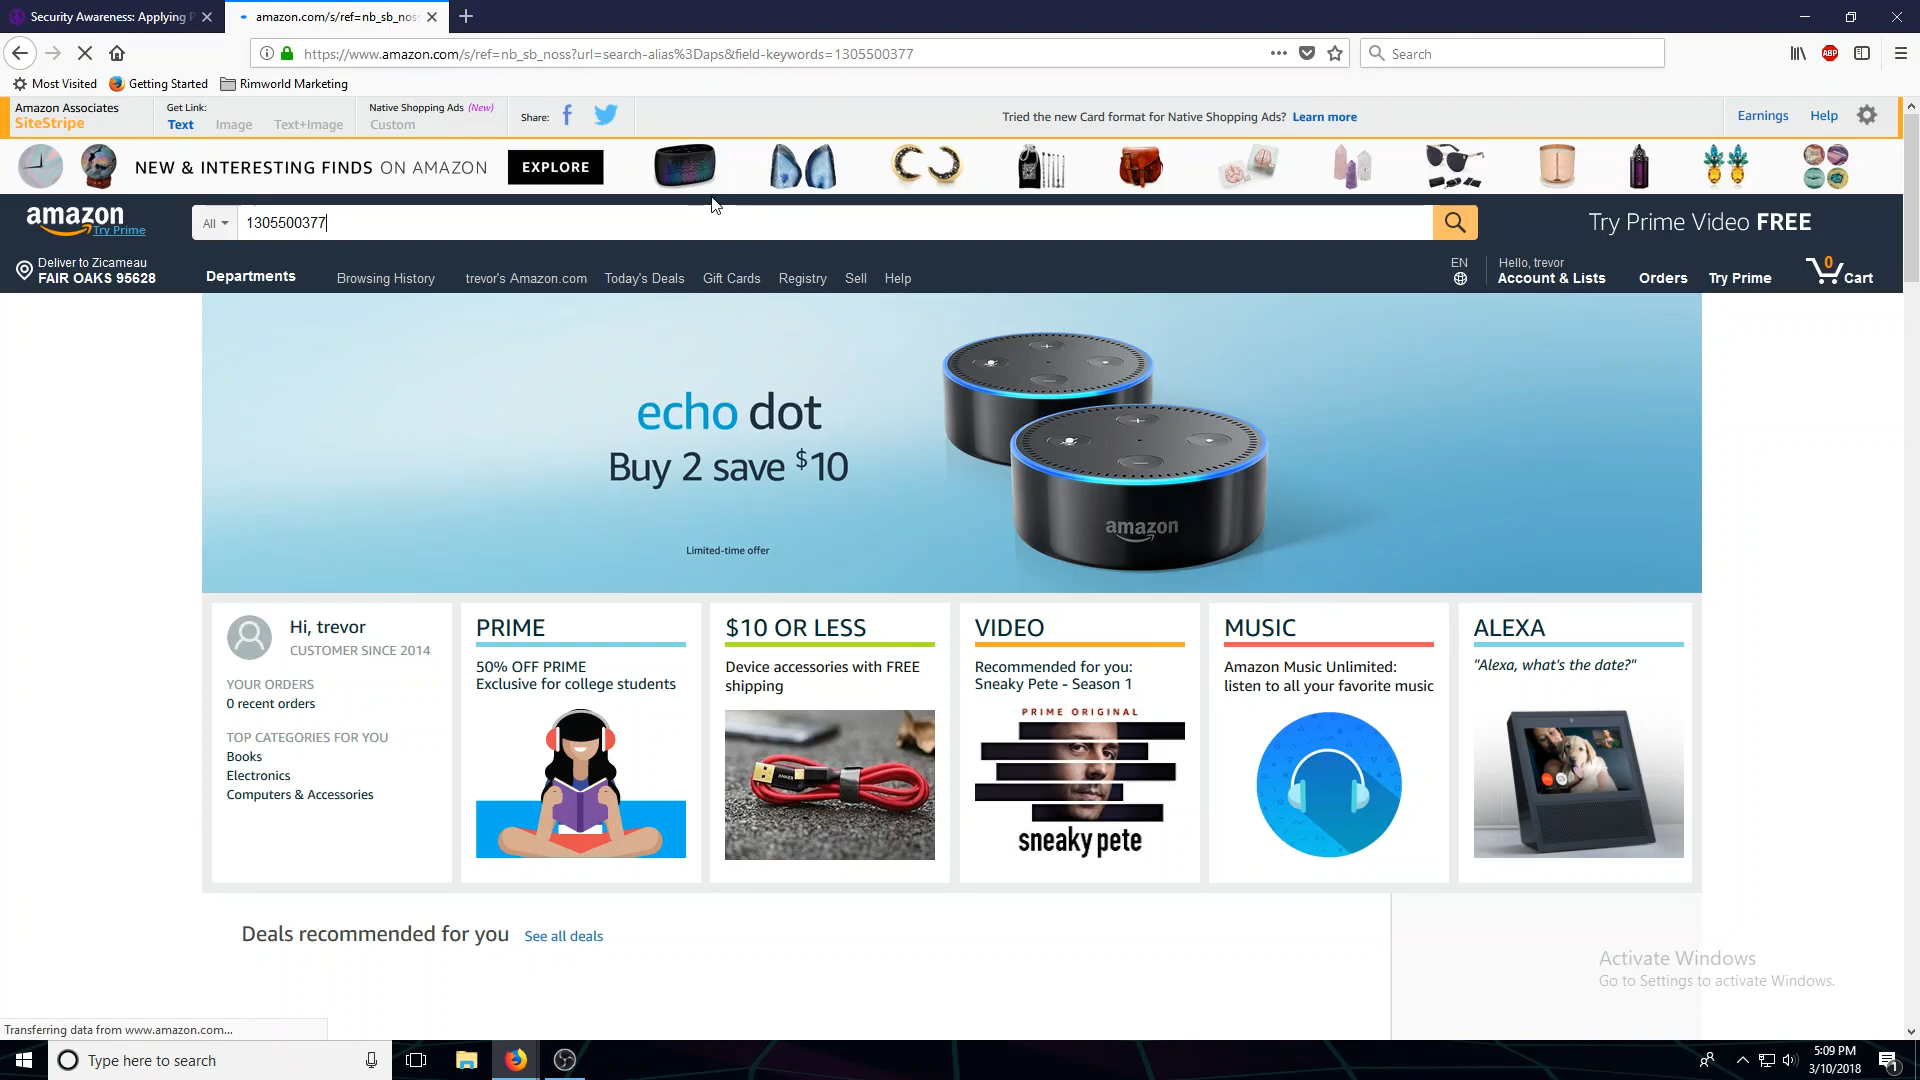 Security Awareness: Applying P
amazon.com/s/ref=nb_sb_nos
https://www.amazon.com/s/ref=nb_sb_noss?url=search-alias%3Daps&field-keywords=1305500377
Search
Most Visited
Getting Started
Rimworld Marketing
Amazon Associates
SiteStripe
Get Link:
Text
Image
Text+Image
Native Shopping Ads (New)
Custom
Share:
Tried the new Card format for Native Shopping Ads? Learn more
Earnings
Help
NEW & INTERESTING FINDS ON AMAZON
EXPLORE
amazon
Try Prime
All
1305500377
Try Prime Video FREE
Deliver to Zicameau
FAIR OAKS 95628
Departments
Browsing History
trevor's Amazon.com
Today's Deals
Gift Cards
Registry
Sell
Help
EN
Hello, trevor
Account & Lists
Orders
Try Prime
0
Cart
echo dot
Buy 2 save $10
Limited-time offer
amazon
Hi, trevor
CUSTOMER SINCE 2014
YOUR ORDERS
0 recent orders
TOP CATEGORIES FOR YOU
Books
Electronics
Computers & Accessories
PRIME
50% OFF PRIME
Exclusive for college students
$10 OR LESS
Device accessories with FREE
shipping
ANKER
VIDEO
Recommended for you:
Sneaky Pete - Season 1
PRIME ORIGINAL
sneaky pete
MUSIC
Amazon Music Unlimited:
listen to all your favorite music
ALEXA
"Alexa, what's the date?"
Deals recommended for you
See all deals
Activate Windows
Go to Settings to activate Windows.
Transferring data from www.amazon.com...
Type here to search
5:09 PM
3/10/2018
1
ABP